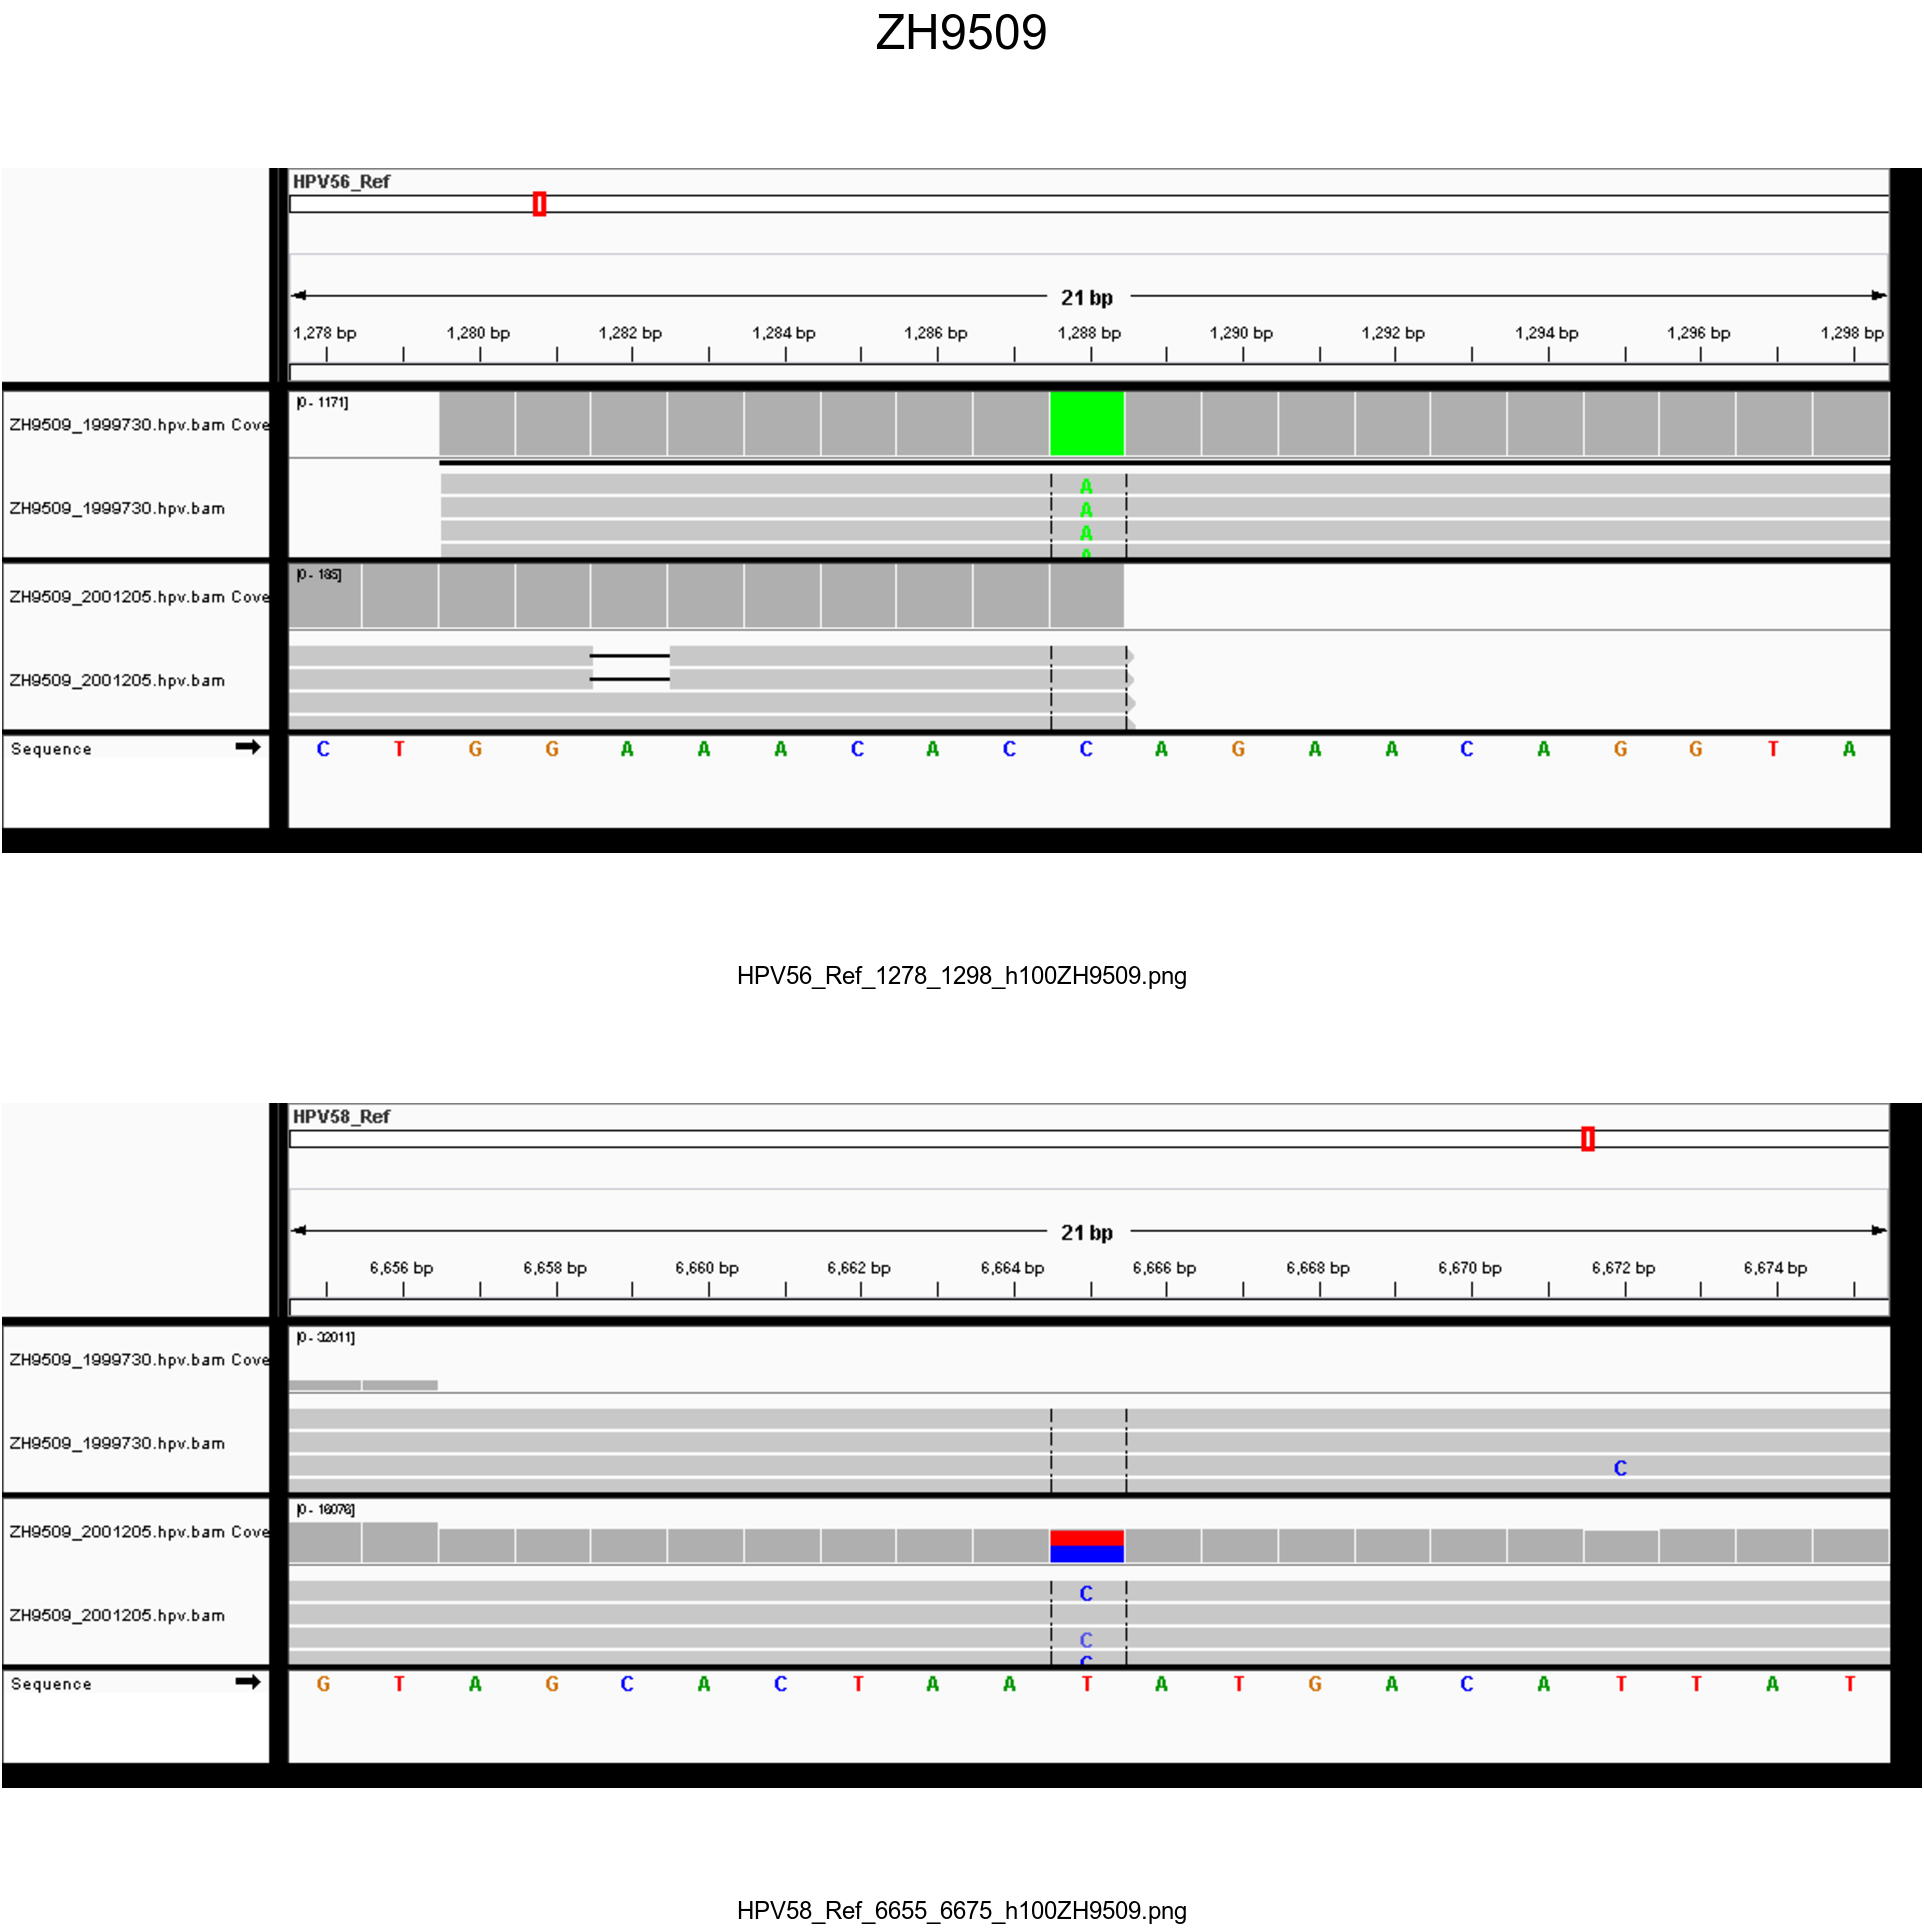 ZH9509
HPV56_Ref
21 bp
1,278 bp 1,280 bp 1,282 bp 1,284 bp 1,286 bp 1,288 bp 1,290 bp 1,292 bp 1,294 bp 1,296 bp 1,298 bp
[0 - 1171]
ZH9509_1999730.hpv.bam Cove
A
ZH9509_1999730.hpv.bam
A
A
A
[0 - 185]
ZH9509_2001205.hpv.bam Cove
ZH9509_2001205.hpv.bam
Sequence C T G G A A A C A C C A G A A C A G G T A
HPV56_Ref_1278_1298_h100ZH9509.png
HPV58_Ref
21 bp
6,656 bp 6,658 bp 6,660 bp 6,662 bp 6,664 bp 6,666 bp 6,668 bp 6,670 bp 6,672 bp 6,674 bp
[0 - 32011]
ZH9509_1999730.hpv.bam Cove
ZH9509_1999730.hpv.bam
C
[0 - 16076]
ZH9509_2001205.hpv.bam Cove
C
ZH9509_2001205.hpv.bam
C
C
Sequence G T A G C A C T A A T A T G A C A T T A T
HPV58_Ref_6655_6675_h100ZH9509.png